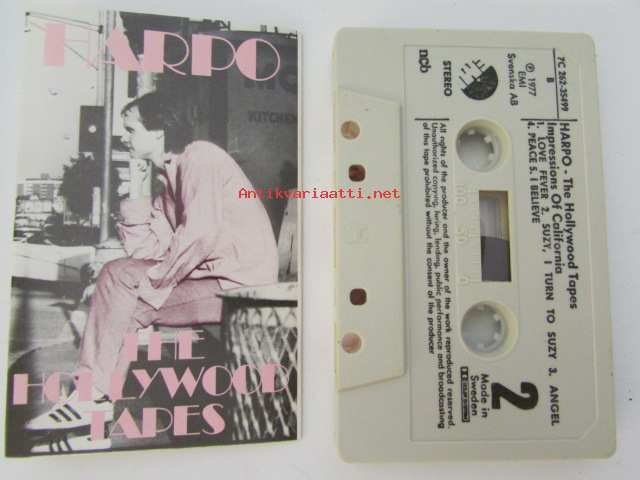 HARPO
KITCHEN
THE
HOLLYWOOD
TAPES
Antikvariaatti.net
7C 262-35499
B
℗ 1977
EMI
Svenska AB
STEREO
ncb
HARPO - The Hollywood Tapes
Impressions Of California
1. LOVE FEVER 2. SUZY, I TURN TO SUZY 3. ANGEL
4. PEACE 5. I BELIEVE
All rights of the producer and the owner of the work reproduced reserved.
Unauthorized copying, hiring, lending, public performance and broadcasting
of this tape prohibited without the consent of the producer
2
Made in
Sweden